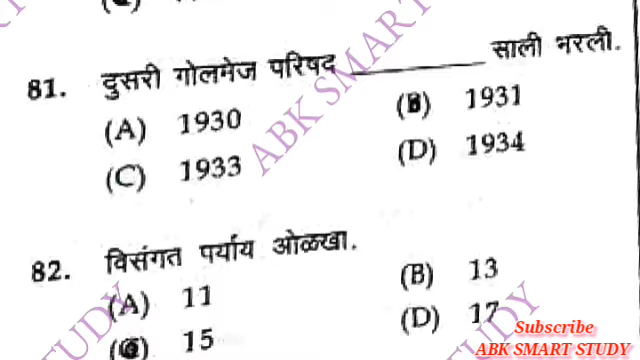 81. दुसरी गोलमेज परिषद ________ साली भरली.
(A) 1930 (B) 1931
(C) 1933 (D) 1934
82. विसंगत पर्याय ओळखा.
(A) 11 (B) 13
(C) 15 (D) 17
ABK SMART
STUDY
STUDY
Subscribe
ABK SMART STUDY